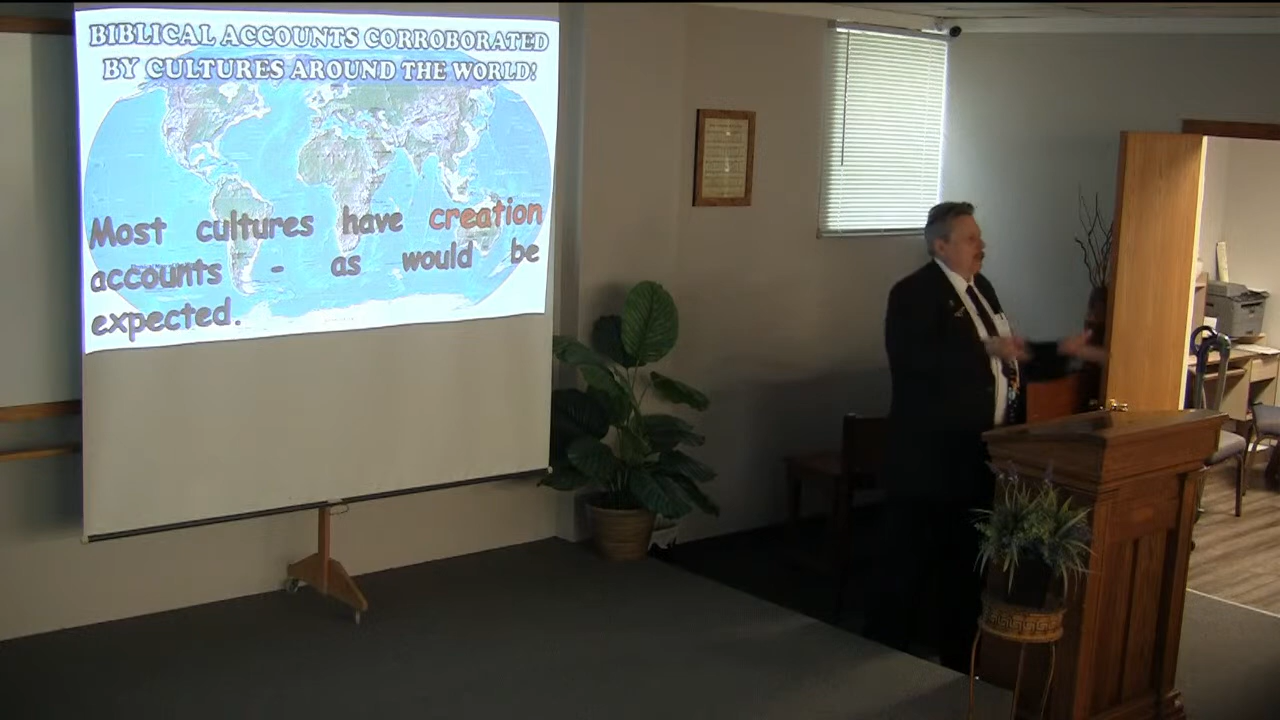 BIBLICAL ACCOUNTS CORROBORATED
BY CULTURES AROUND THE WORLD!
Most cultures have creation
accounts - as would be
expected.